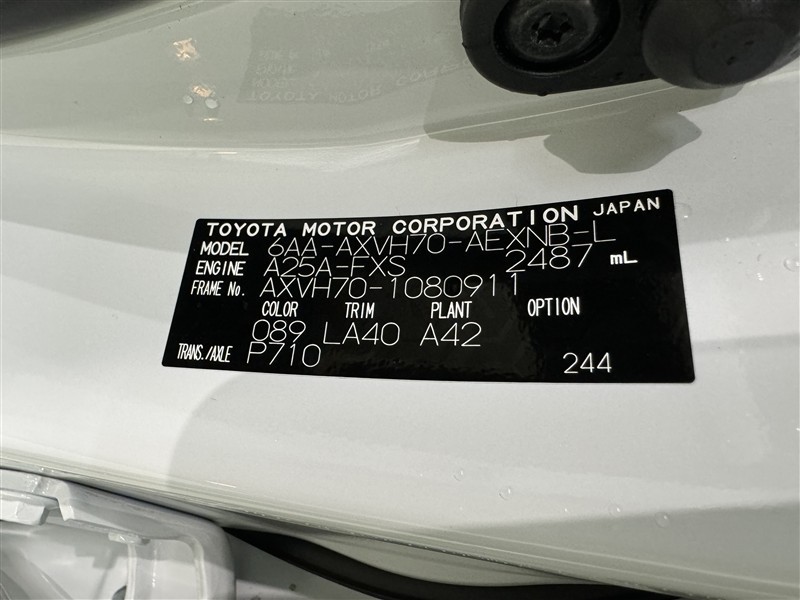 TOYOTA MOTOR CORPORATION JAPAN
MODEL 6AA-AXVH70-AEXNB-L
ENGINE A25A-FXS 2487 mL
FRAME No. AXVH70-1080911
COLOR TRIM PLANT OPTION
089 LA40 A42
TRANS./AXLE P710 244